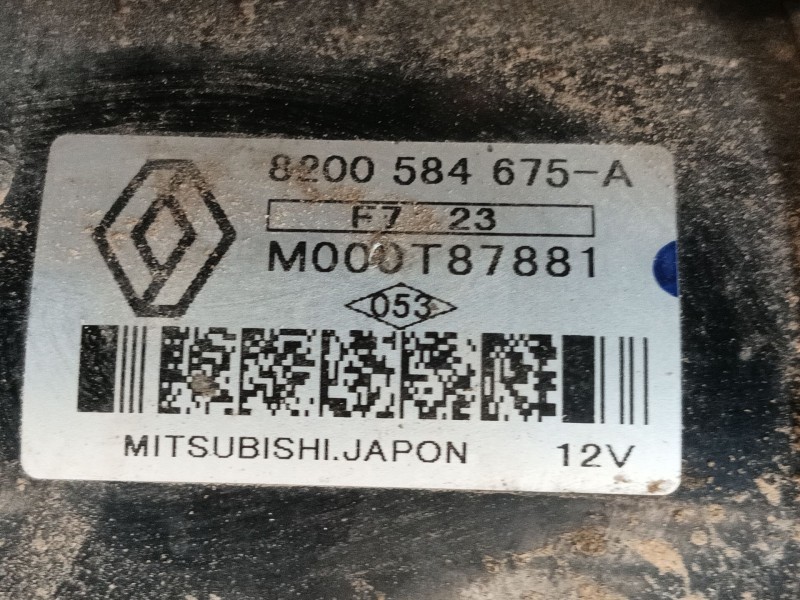 8200 584 675-A
F7 23
M000T87881
053
MITSUBISHI.JAPON 12V